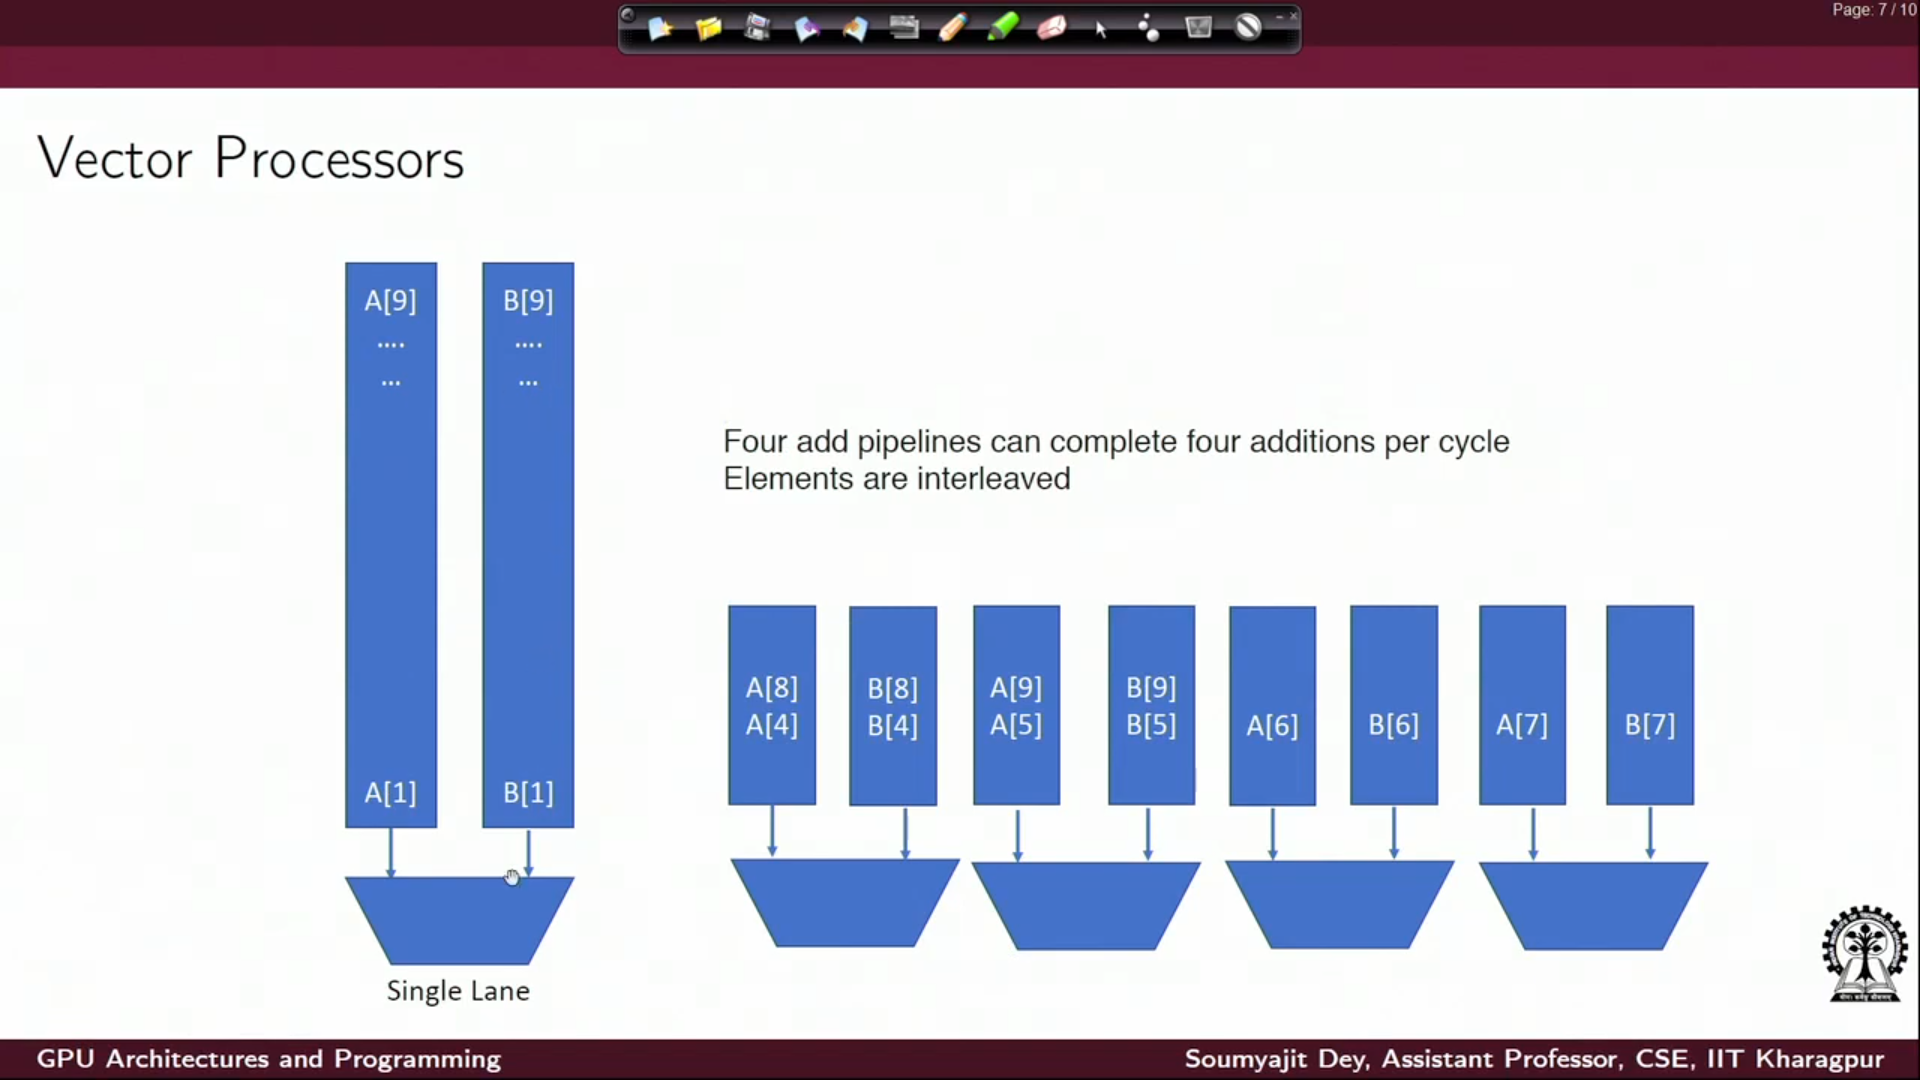 Page: 7 / 10
Vector Processors
A[9]
....
...
A[1]
B[9]
....
...
B[1]
Single Lane
Four add pipelines can complete four additions per cycle
Elements are interleaved
A[8]
A[4]
B[8]
B[4]
A[9]
A[5]
B[9]
B[5]
A[6]
B[6]
A[7]
B[7]
GPU Architectures and Programming
Soumyajit Dey, Assistant Professor, CSE, IIT Kharagpur